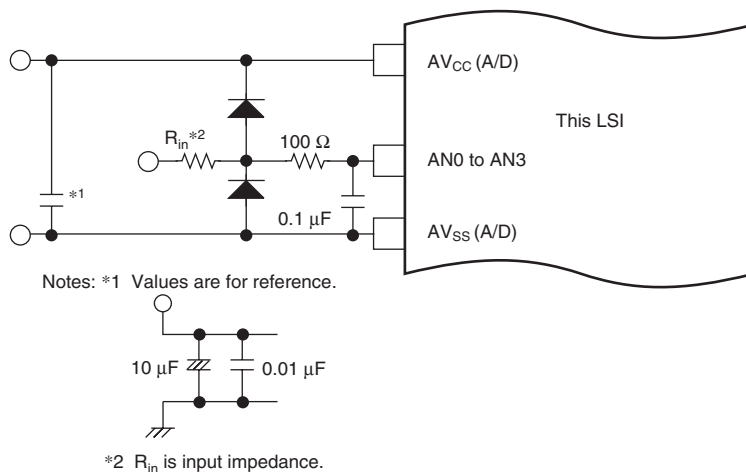 AVCC (A/D)
This LSI
Rin*2
100 Ω
AN0 to AN3
*1
0.1 μF
AVSS (A/D)
Notes: *1 Values are for reference.
10 μF
0.01 μF
*2 Rin is input impedance.